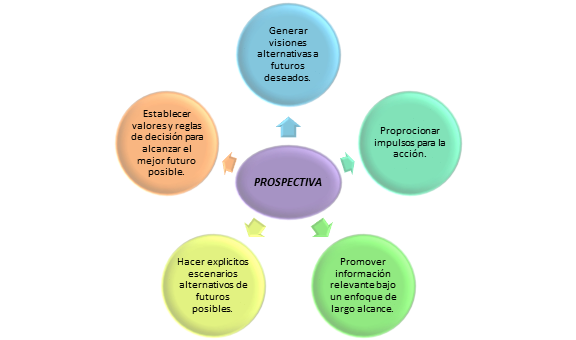 Generar
visiones
alternativas a
futuros
deseados.
Establecer
valores y reglas
de decisión para
alcanzar el
mejor futuro
posible.
Proprocionar
impulsos para la
acción.
PROSPECTIVA
Hacer explicitos
escenarios
alternativos de
futuros
posibles.
Promover
información
relevante bajo
un enfoque de
largo alcance.